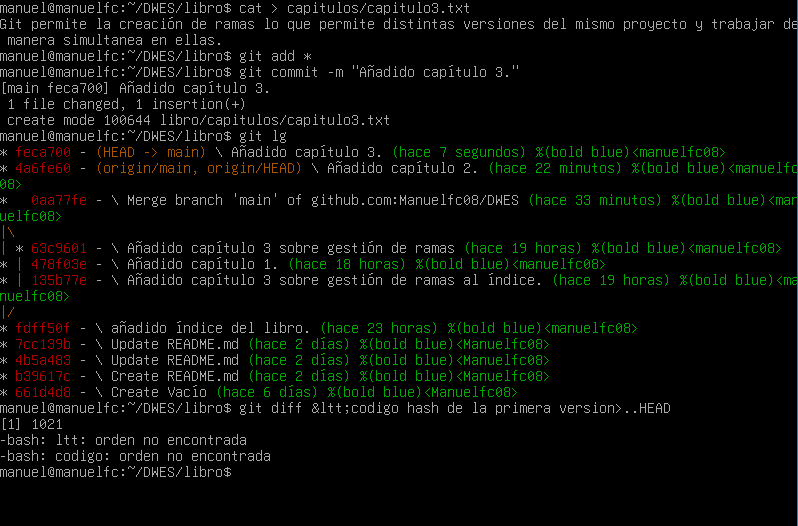 manuel@manuelfc:~/DWES/libro$ cat > capitulos/capitulo3.txt
Git permite la creación de ramas lo que permite distintas versiones del mismo proyecto y trabajar de
 manera simultanea en ellas.
manuel@manuelfc:~/DWES/libro$ git add *
manuel@manuelfc:~/DWES/libro$ git commit -m "Añadido capítulo 3."
[main feca700] Añadido capítulo 3.
 1 file changed, 1 insertion(+)
 create mode 100644 libro/capitulos/capitulo3.txt
manuel@manuelfc:~/DWES/libro$ git lg
* feca700 - (HEAD -> main) \ Añadido capítulo 3. (hace 7 segundos) %(bold blue)<manuelfc08>
* 4a6fe60 - (origin/main, origin/HEAD) \ Añadido capítulo 2. (hace 22 minutos) %(bold blue)<manuelfc
08>
*   0aa77fe - \ Merge branch 'main' of github.com:Manuelfc08/DWES (hace 33 minutos) %(bold blue)<man
uelfc08>
|\
| * 63c9601 - \ Añadido capítulo 3 sobre gestión de ramas (hace 19 horas) %(bold blue)<manuelfc08>
* | 478f03e - \ Añadido capítulo 1. (hace 18 horas) %(bold blue)<manuelfc08>
* | 135b77e - \ Añadido capítulo 3 sobre gestión de ramas al índice. (hace 19 horas) %(bold blue)<ma
nuelfc08>
|/
* fdff50f - \ añadido índice del libro. (hace 23 horas) %(bold blue)<manuelfc08>
* 7cc139b - \ Update README.md (hace 2 días) %(bold blue)<Manuelfc08>
* 4b5a483 - \ Update README.md (hace 2 días) %(bold blue)<Manuelfc08>
* b39617c - \ Create README.md (hace 2 días) %(bold blue)<Manuelfc08>
* 661d4d8 - \ Create Vacío (hace 6 días) %(bold blue)<Manuelfc08>
manuel@manuelfc:~/DWES/libro$ git diff &ltt;codigo hash de la primera version>..HEAD
[1] 1021
-bash: ltt: orden no encontrada
-bash: codigo: orden no encontrada
manuel@manuelfc:~/DWES/libro$